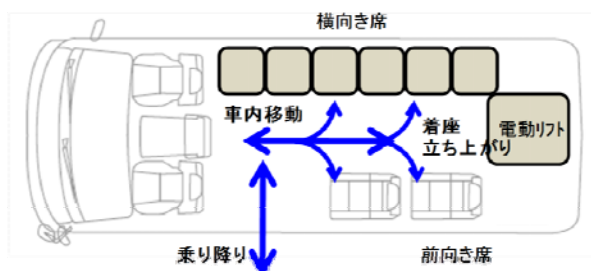 横向き席
車内移動
着座
立ち上がり
電動リフト
乗り降り
前向き席